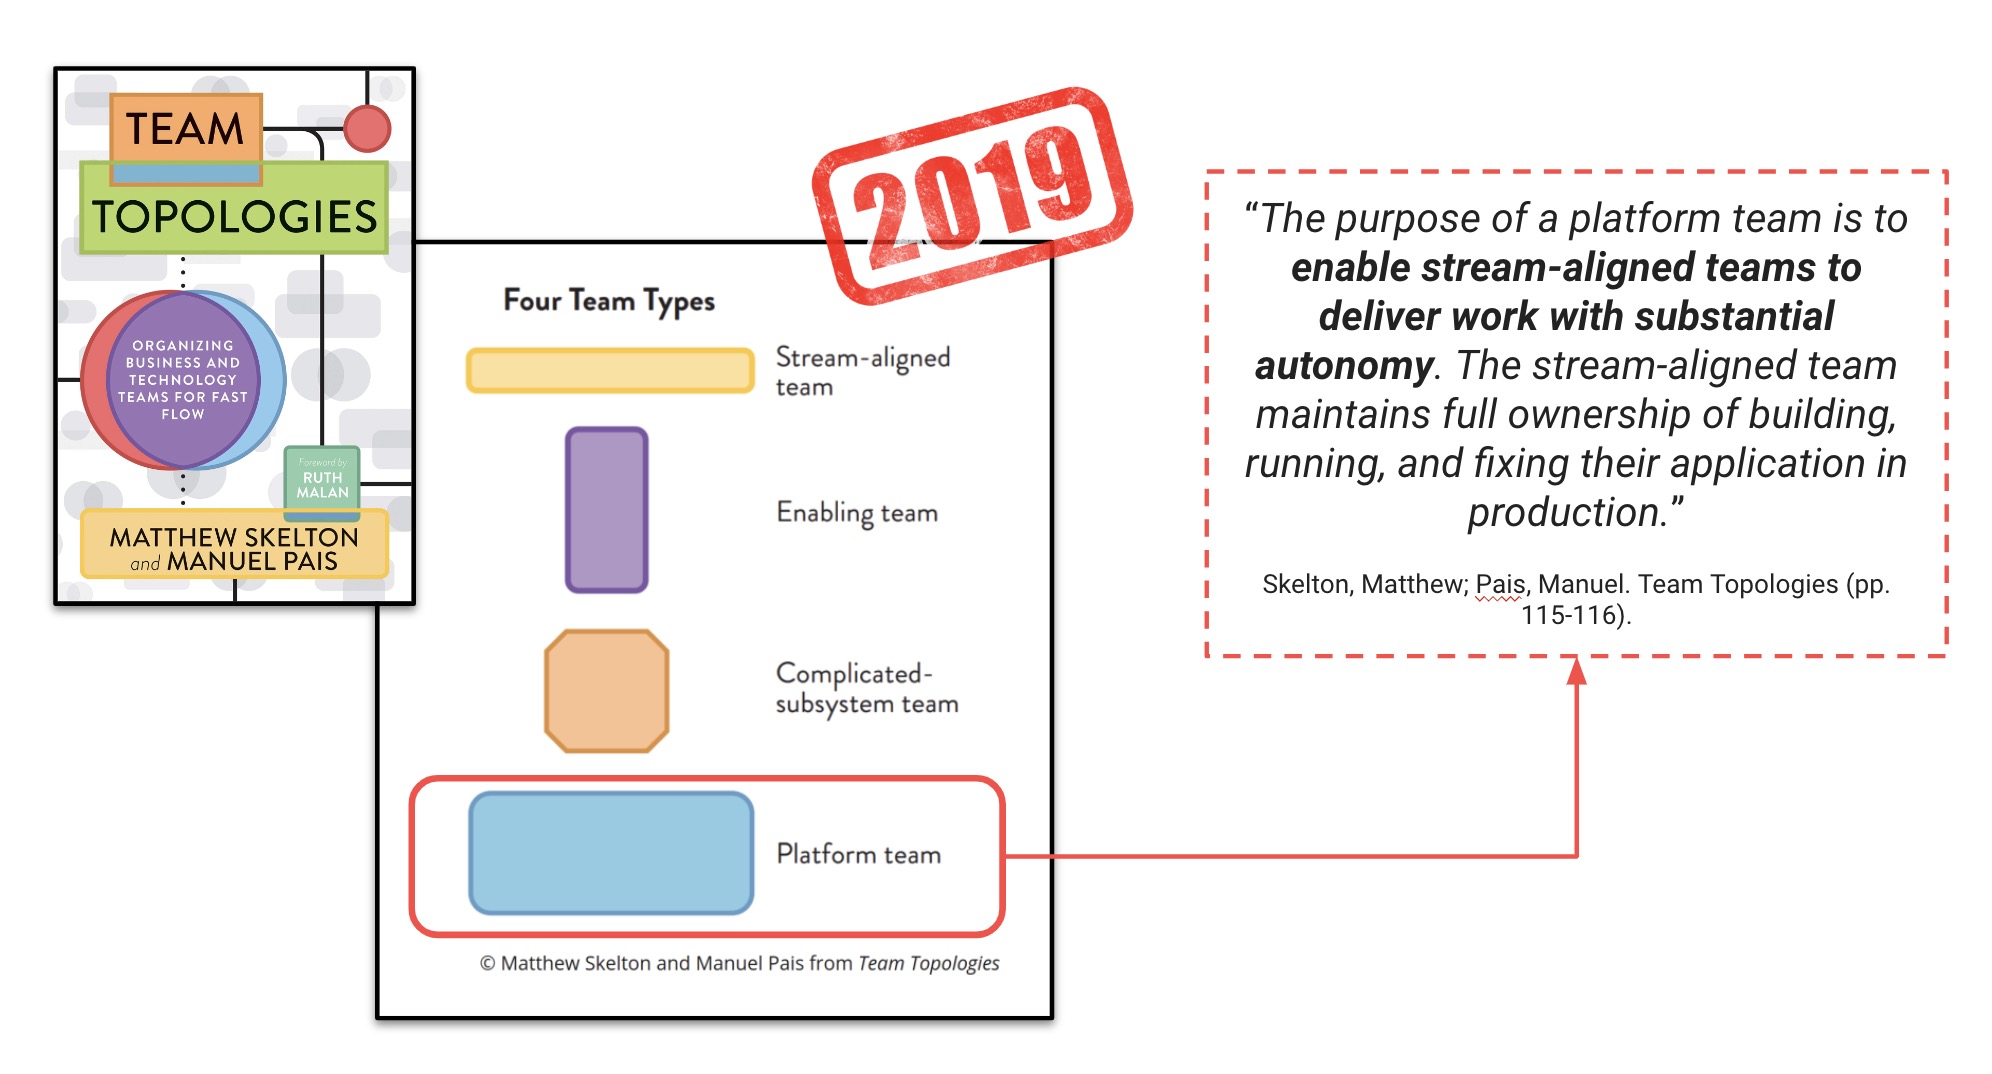 TEAM
TOPOLOGIES
ORGANIZING
BUSINESS AND
TECHNOLOGY
TEAMS FOR FAST
FLOW
Foreword by
RUTH
MALAN
MATTHEW SKELTON
and MANUEL PAIS
2019
Four Team Types
Stream-aligned
team
Enabling team
Complicated-
subsystem team
Platform team
© Matthew Skelton and Manuel Pais from Team Topologies
“The purpose of a platform team is to
enable stream-aligned teams to
deliver work with substantial
autonomy. The stream-aligned team
maintains full ownership of building,
running, and fixing their application in
production.”
Skelton, Matthew; Pais, Manuel. Team Topologies (pp.
115-116).